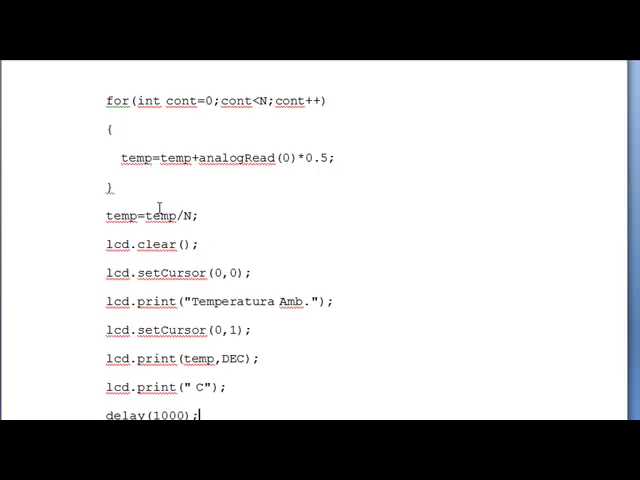 for(int cont=0;cont<N;cont++)
{
temp=temp+analogRead(0)*0.5;
}
temp=temp/N;
lcd.clear();
lcd.setCursor(0,0);
lcd.print("Temperatura Amb.");
lcd.setCursor(0,1);
lcd.print(temp,DEC);
lcd.print(" C");
delay(1000);